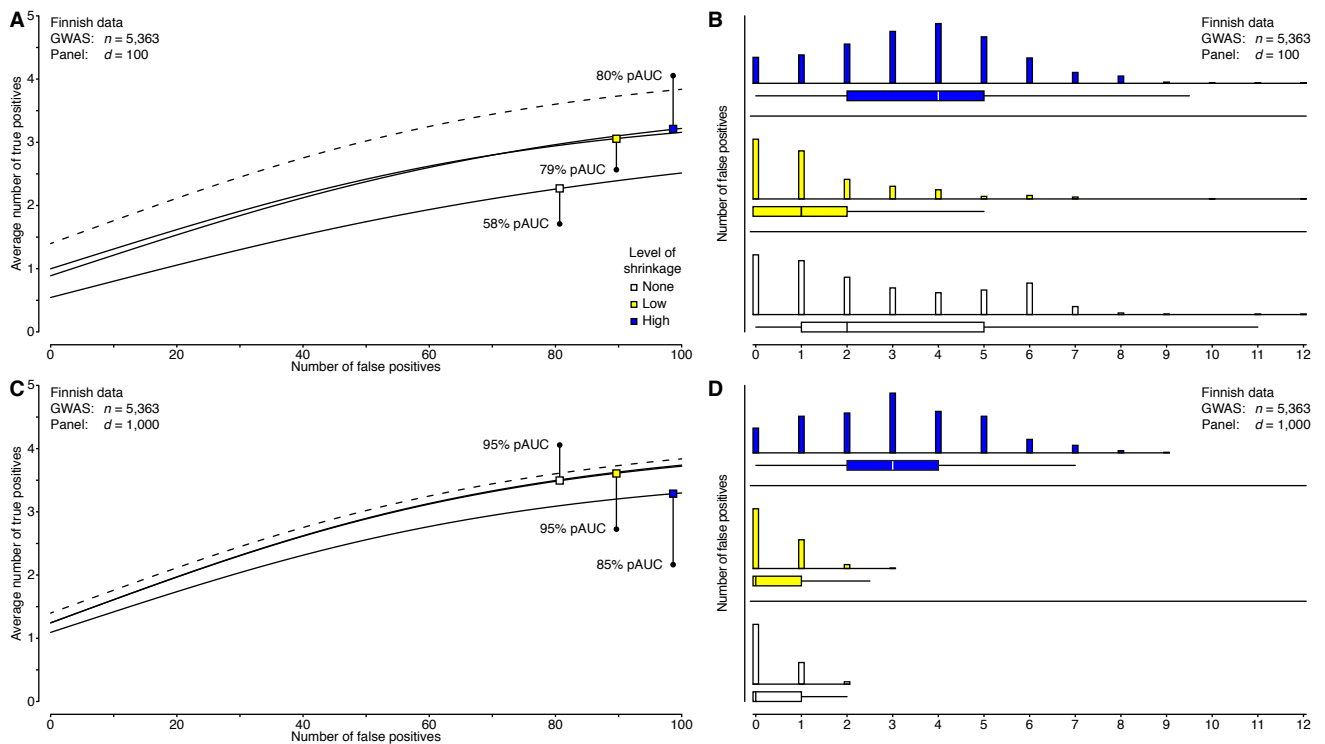 A
Finnish data
GWAS: n = 5,363
Panel: d = 100
Average number of true positives
5
4
3
2
1
0
80% pAUC
79% pAUC
58% pAUC
Level of
shrinkage
None
Low
High
0 20 40 60 80 100
Number of false positives
B
Finnish data
GWAS: n = 5,363
Panel: d = 100
Number of false positives
0 1 2 3 4 5 6 7 8 9 10 11 12
C
Finnish data
GWAS: n = 5,363
Panel: d = 1,000
Average number of true positives
5
4
3
2
1
0
95% pAUC
95% pAUC
85% pAUC
0 20 40 60 80 100
Number of false positives
D
Finnish data
GWAS: n = 5,363
Panel: d = 1,000
Number of false positives
0 1 2 3 4 5 6 7 8 9 10 11 12